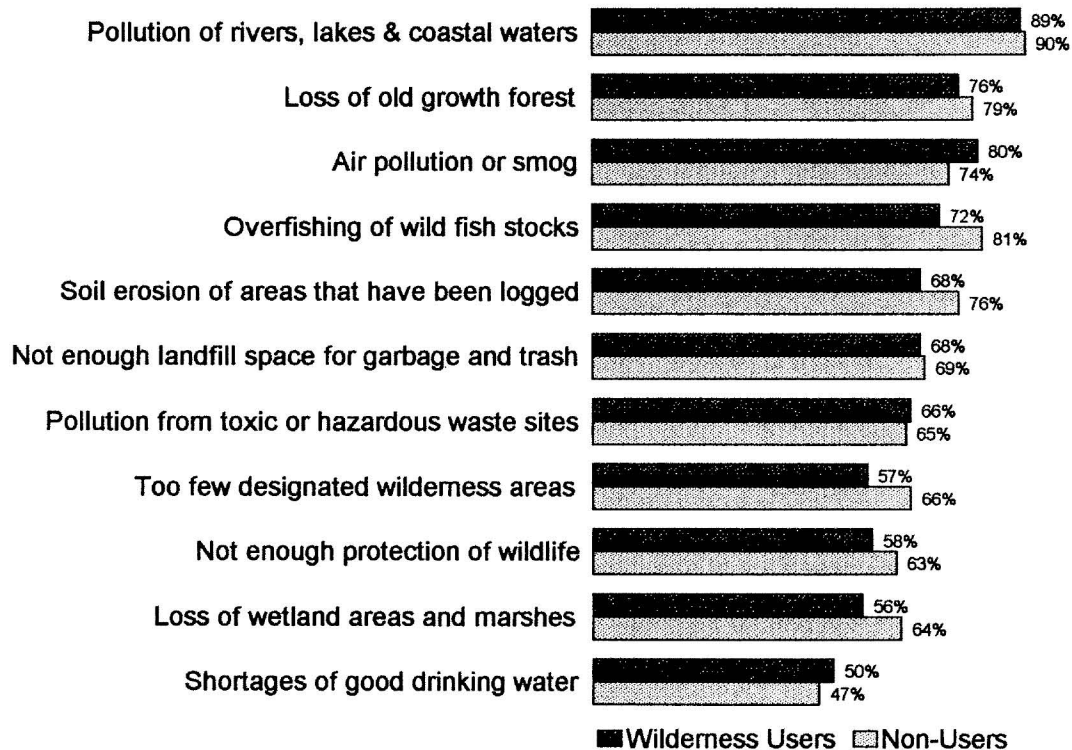 Pollution of rivers, lakes & coastal waters
89%
90%
Loss of old growth forest
76%
79%
Air pollution or smog
80%
74%
Overfishing of wild fish stocks
72%
81%
Soil erosion of areas that have been logged
68%
76%
Not enough landfill space for garbage and trash
68%
69%
Pollution from toxic or hazardous waste sites
66%
65%
Too few designated wilderness areas
57%
66%
Not enough protection of wildlife
58%
63%
Loss of wetland areas and marshes
56%
64%
Shortages of good drinking water
50%
47%
Wilderness Users Non-Users